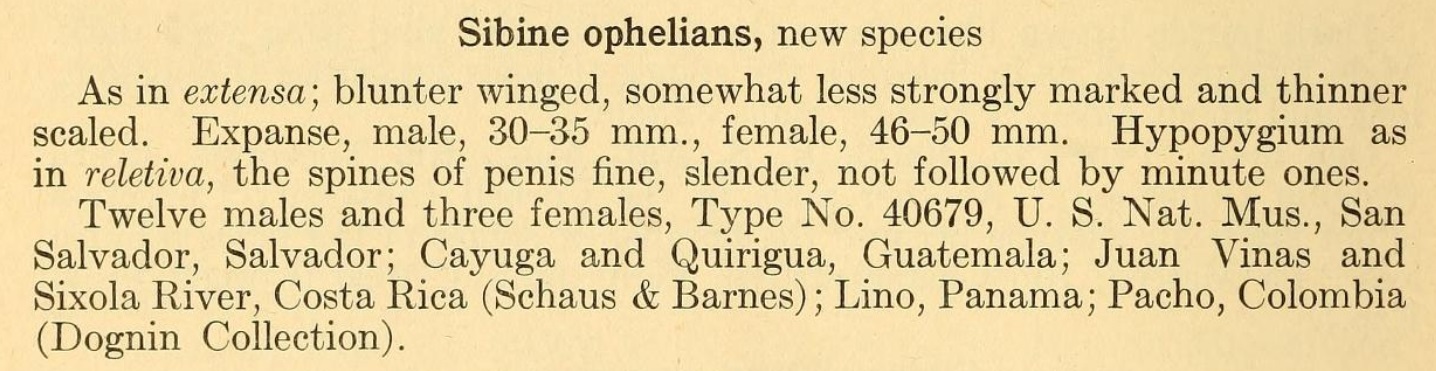 Sibine ophelians, new species
As in extensa; blunter winged, somewhat less strongly marked and thinner
scaled. Expanse, male, 30–35 mm., female, 46–50 mm. Hypopygium as
in reletiva, the spines of penis fine, slender, not followed by minute ones.
Twelve males and three females, Type No. 40679, U. S. Nat. Mus., San
Salvador, Salvador; Cayuga and Quirigua, Guatemala; Juan Vinas and
Sixola River, Costa Rica (Schaus & Barnes); Lino, Panama; Pacho, Colombia
(Dognin Collection).